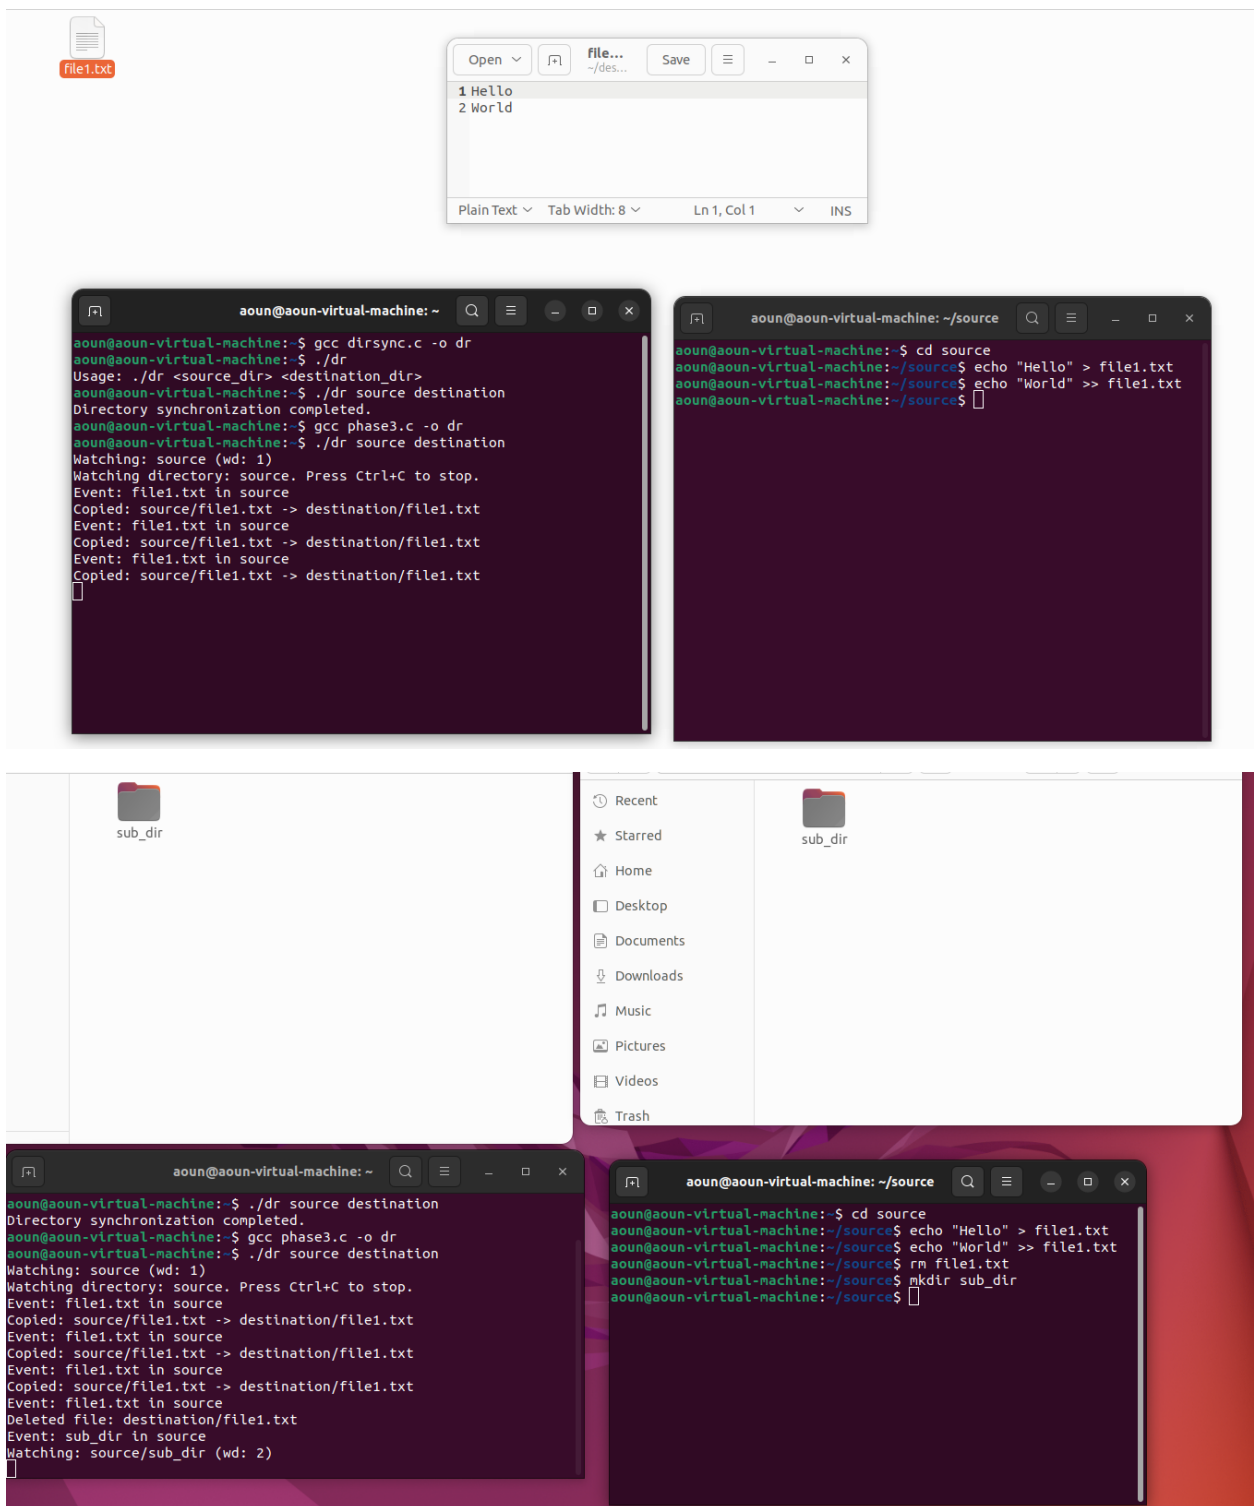 file1.txt
Open
file...
~/des...
Save
1 Hello
2 World
Plain Text
Tab Width: 8
Ln 1, Col 1
INS
aoun@aoun-virtual-machine: ~
aoun@aoun-virtual-machine:~$ gcc dirsync.c -o dr
aoun@aoun-virtual-machine:~$ ./dr
Usage: ./dr <source_dir> <destination_dir>
aoun@aoun-virtual-machine:~$ ./dr source destination
Directory synchronization completed.
aoun@aoun-virtual-machine:~$ gcc phase3.c -o dr
aoun@aoun-virtual-machine:~$ ./dr source destination
Watching: source (wd: 1)
Watching directory: source. Press Ctrl+C to stop.
Event: file1.txt in source
Copied: source/file1.txt -> destination/file1.txt
Event: file1.txt in source
Copied: source/file1.txt -> destination/file1.txt
Event: file1.txt in source
Copied: source/file1.txt -> destination/file1.txt
aoun@aoun-virtual-machine: ~/source
aoun@aoun-virtual-machine:~$ cd source
aoun@aoun-virtual-machine:~/source$ echo "Hello" > file1.txt
aoun@aoun-virtual-machine:~/source$ echo "World" >> file1.txt
aoun@aoun-virtual-machine:~/source$
sub_dir
Recent
Starred
Home
Desktop
Documents
Downloads
Music
Pictures
Videos
Trash
sub_dir
aoun@aoun-virtual-machine: ~
aoun@aoun-virtual-machine:~$ ./dr source destination
Directory synchronization completed.
aoun@aoun-virtual-machine:~$ gcc phase3.c -o dr
aoun@aoun-virtual-machine:~$ ./dr source destination
Watching: source (wd: 1)
Watching directory: source. Press Ctrl+C to stop.
Event: file1.txt in source
Copied: source/file1.txt -> destination/file1.txt
Event: file1.txt in source
Copied: source/file1.txt -> destination/file1.txt
Event: file1.txt in source
Copied: source/file1.txt -> destination/file1.txt
Event: file1.txt in source
Deleted file: destination/file1.txt
Event: sub_dir in source
Watching: source/sub_dir (wd: 2)
aoun@aoun-virtual-machine: ~/source
aoun@aoun-virtual-machine:~$ cd source
aoun@aoun-virtual-machine:~/source$ echo "Hello" > file1.txt
aoun@aoun-virtual-machine:~/source$ echo "World" >> file1.txt
aoun@aoun-virtual-machine:~/source$ rm file1.txt
aoun@aoun-virtual-machine:~/source$ mkdir sub_dir
aoun@aoun-virtual-machine:~/source$